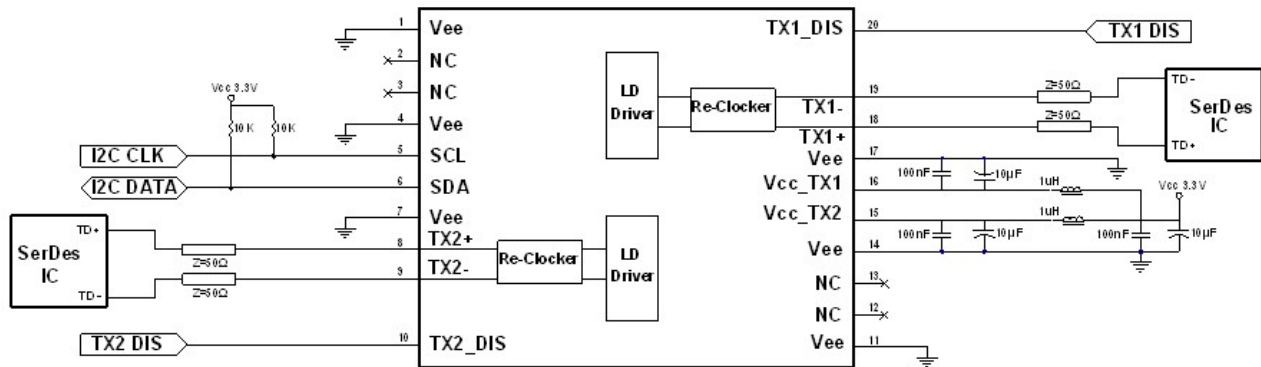 1
Vee
TX1_DIS
20
TX1 DIS
2
NC
3
NC
Vcc 3.3V
10K
10K
4
Vee
LD
Driver
Re-Clocker
19
TX1-
Z=50Ω
TD-
SerDes
IC
18
TX1+
Z=50Ω
TD+
I2C CLK
5
SCL
Vee
17
I2C DATA
6
SDA
Vcc_TX1
16
100nF
10µF
1uH
Vcc 3.3V
7
Vee
Vcc_TX2
15
1uH
100nF
10µF
100nF
10µF
TD+
SerDes
IC
TD-
Z=50Ω
8
TX2+
Z=50Ω
9
TX2-
Re-Clocker
LD
Driver
Vee
14
NC
13
NC
12
TX2 DIS
10
TX2_DIS
Vee
11